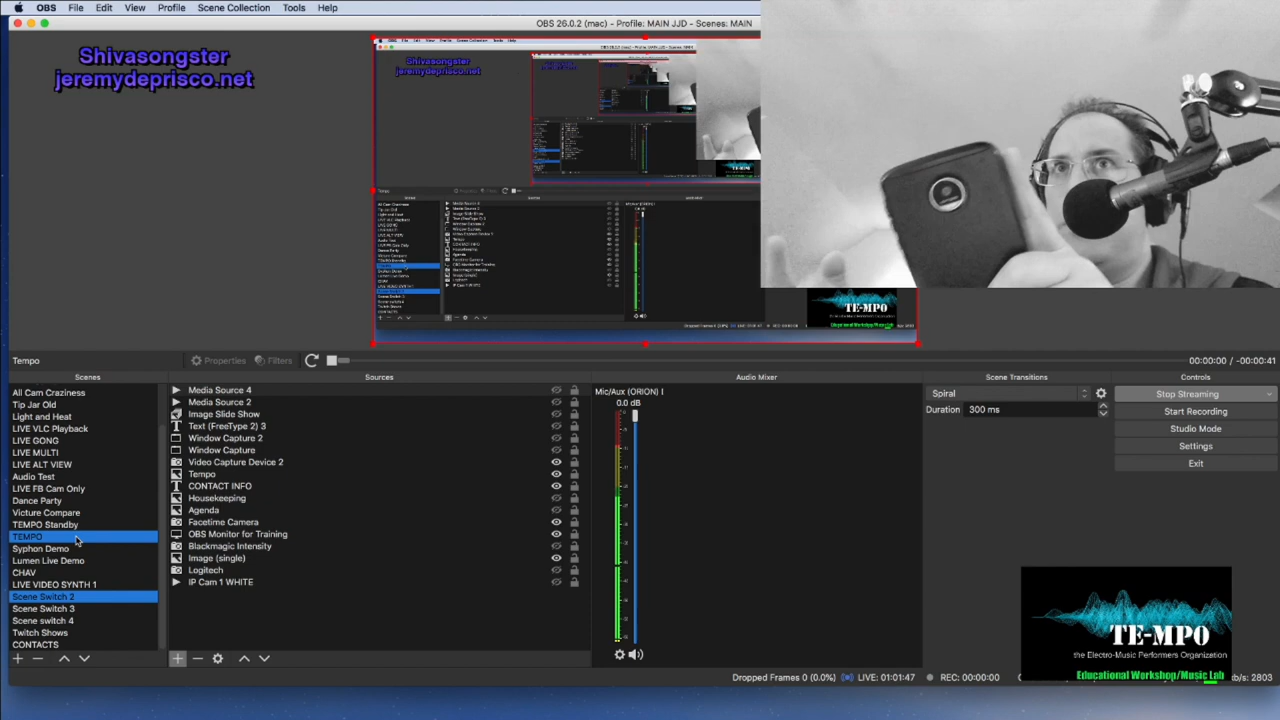 OBS File Edit View Profile Scene Collection Tools Help
OBS 26.0.2 (mac) - Profile: MAIN JJD - Scenes: MAIN
Shivasongster
jeremydeprisco.net
Shivasongster
jeremydeprisco.net
Tempo
Properties
Filters
00:00:00 / -00:00:41
Scenes
All Cam Craziness
Tip Jar Old
Light and Heat
LIVE VLC Playback
LIVE GONG
LIVE MULTI
LIVE ALT VIEW
Audio Test
LIVE FB Cam Only
Dance Party
Victure Compare
TEMPO Standby
TEMPO
Syphon Demo
Lumen Live Demo
CHAV
LIVE VIDEO SYNTH 1
Scene Switch 2
Scene Switch 3
Scene switch 4
Twitch Shows
CONTACTS
Sources
Media Source 4
Media Source 2
Image Slide Show
Text (FreeType 2) 3
Window Capture 2
Window Capture
Video Capture Device 2
Tempo
CONTACT INFO
Housekeeping
Agenda
Facetime Camera
OBS Monitor for Training
Blackmagic Intensity
Image (single)
Logitech
IP Cam 1 WHITE
Audio Mixer
Mic/Aux (ORION) I
0.0 dB
Scene Transitions
Spiral
Duration 300 ms
Controls
Stop Streaming
Start Recording
Studio Mode
Settings
Exit
TE-MPO
Educational Workshop/Music Lab
TE-MPO
the Electro-Music Performers Organization
Educational Workshop/Music Lab
Dropped Frames 0 (0.0%) LIVE: 01:01:47 REC: 00:00:00 b/s: 2803